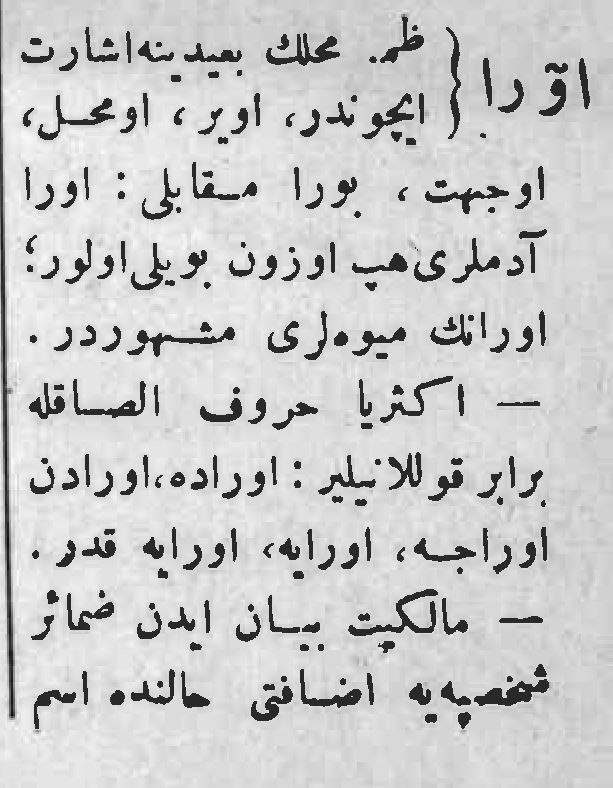 اوٓرا { ظر. محلك بعيدينه اشارت
ايچوندر، اوير، اومحل،
اوجهت، بورا مقابلى : اورا
آدملرى هپ اوزون بويلى اولور؛
اورانك ميوه‌لرى مشهوردر .
— اكثريا حروف الصاقله
برابر قوللانيلير : اوراده، اورادن
اوراجه، اورايه، اورايه قدر .
— مالكيت بيان ايدن ضمائر
شخصيه‌يه اضافتى حالنده اسم